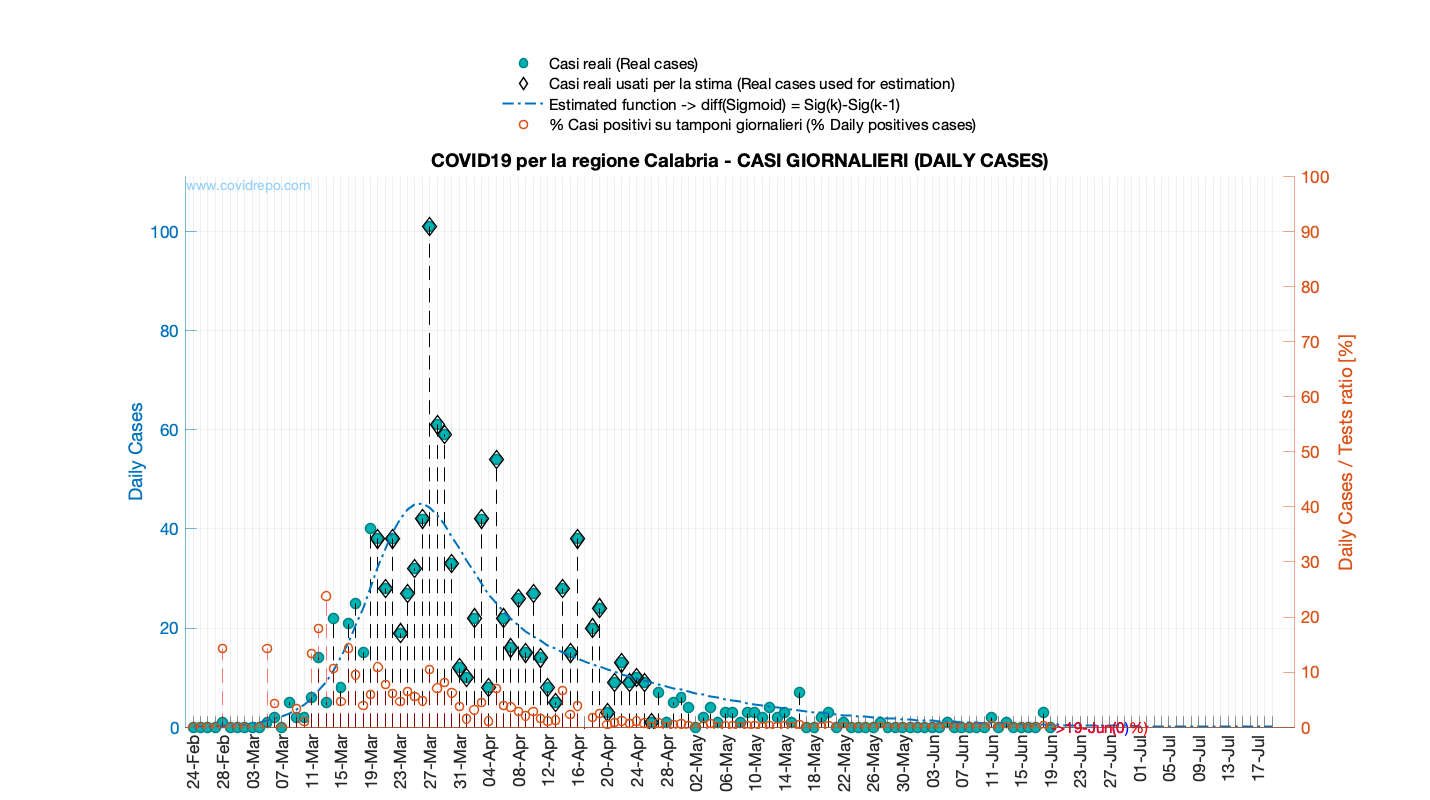 Casi reali (Real cases)
Casi reali usati per la stima (Real cases used for estimation)
Estimated function -> diff(Sigmoid) = Sig(k)-Sig(k-1)
% Casi positivi su tamponi giornalieri (% Daily positives cases)
COVID19 per la regione Calabria - CASI GIORNALIERI (DAILY CASES)
www.covidrepo.com
Daily Cases
100
80
60
40
20
0
Daily Cases / Tests ratio [%]
100
90
80
70
60
50
40
30
20
10
0
24-Feb
28-Feb
03-Mar
07-Mar
11-Mar
15-Mar
19-Mar
23-Mar
27-Mar
31-Mar
04-Apr
08-Apr
12-Apr
16-Apr
20-Apr
24-Apr
28-Apr
02-May
06-May
10-May
14-May
18-May
22-May
26-May
30-May
03-Jun
07-Jun
11-Jun
15-Jun
19-Jun
23-Jun
27-Jun
01-Jul
05-Jul
09-Jul
13-Jul
17-Jul